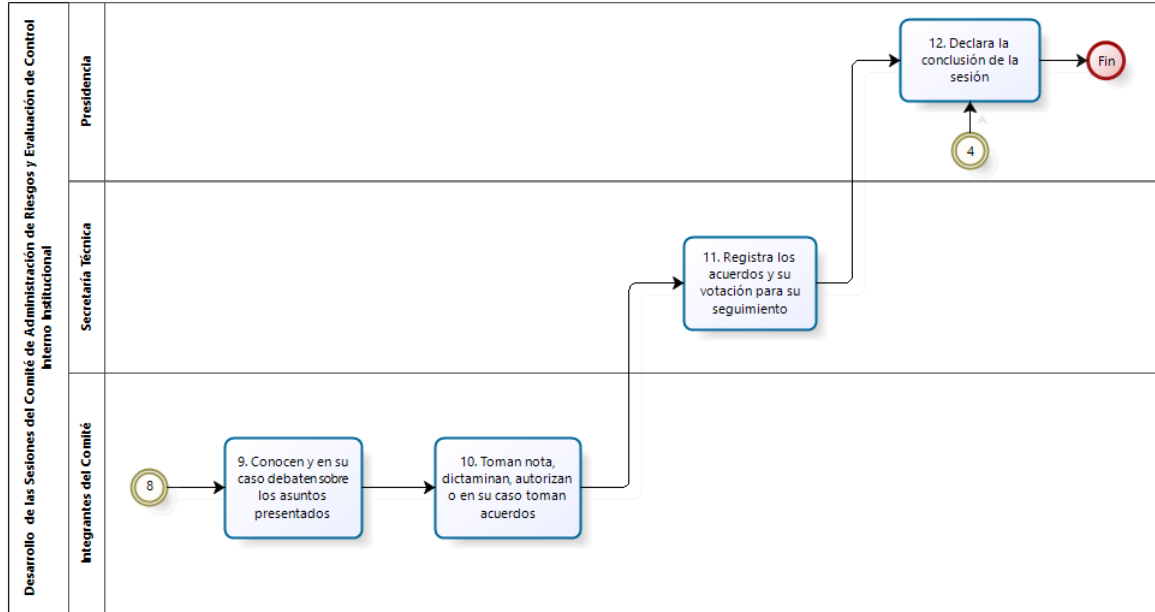 Desarrollo de las Sesiones del Comité de Administración de Riesgos y Evaluación de Control
Interno Institucional
Presidencia
12. Declara la
conclusión de la
sesión
Fin
4
Secretaría Técnica
11. Registra los
acuerdos y su
votación para su
seguimiento
Integrantes del Comité
8
9. Conocen y en su
caso debaten sobre
los asuntos
presentados
10. Toman nota,
dictaminan, autorizan
o en su caso toman
acuerdos